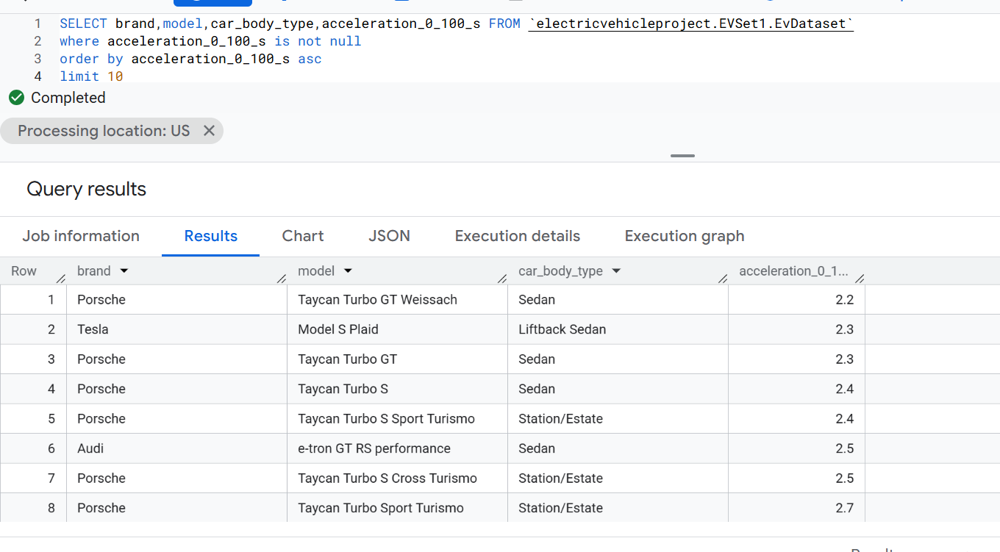 1 SELECT brand,model,car_body_type,acceleration_0_100_s FROM `electricvehicleproject.EVSet1.EvDataset`
2 where acceleration_0_100_s is not null
3 order by acceleration_0_100_s asc
4 limit 10
Completed
Processing location: US
Query results
Job information Results Chart JSON Execution details Execution graph
Row brand model car_body_type acceleration_0_1...
1 Porsche Taycan Turbo GT Weissach Sedan 2.2
2 Tesla Model S Plaid Liftback Sedan 2.3
3 Porsche Taycan Turbo GT Sedan 2.3
4 Porsche Taycan Turbo S Sedan 2.4
5 Porsche Taycan Turbo S Sport Turismo Station/Estate 2.4
6 Audi e-tron GT RS performance Sedan 2.5
7 Porsche Taycan Turbo S Cross Turismo Station/Estate 2.5
8 Porsche Taycan Turbo Sport Turismo Station/Estate 2.7